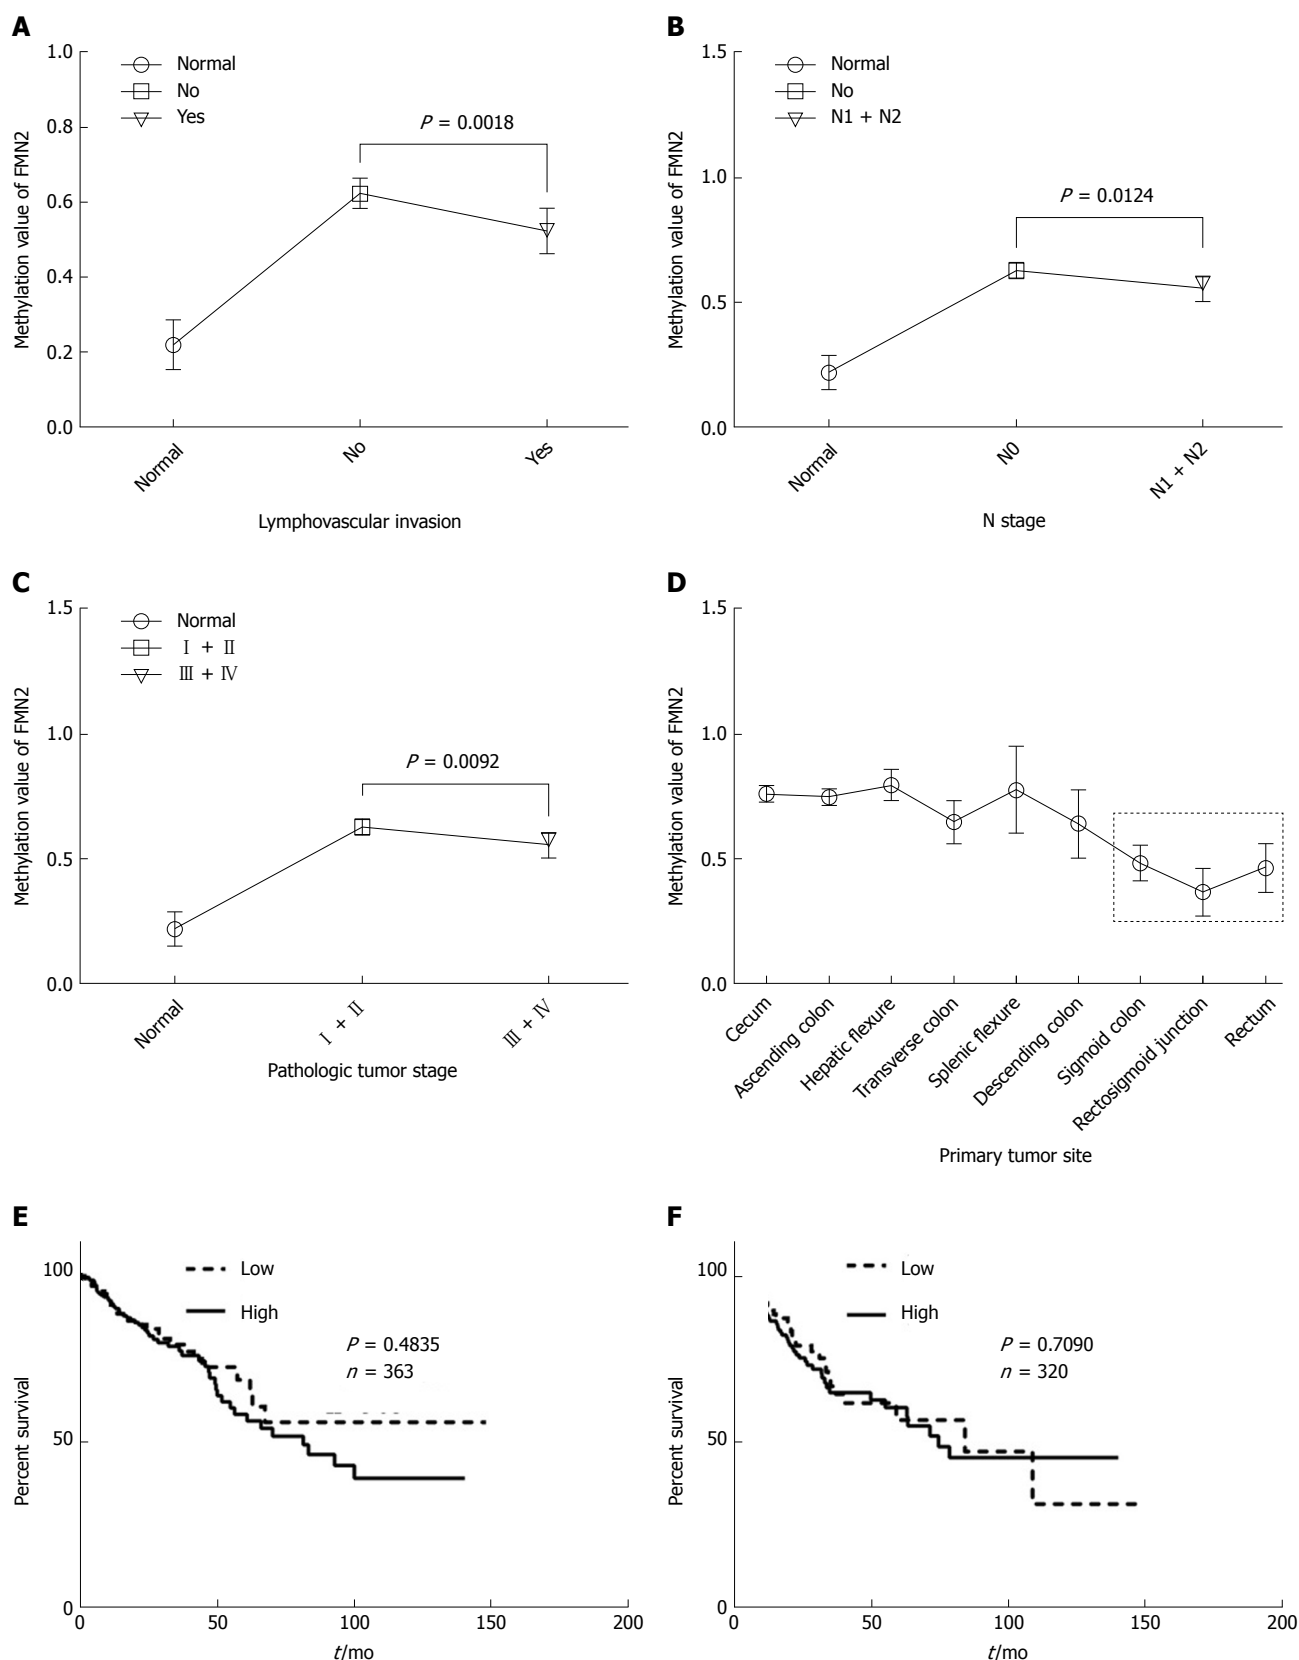 A
1.0
0.8
0.6
0.4
0.2
0.0
Methylation value of FMN2
Normal
No
Yes
P = 0.0018
Normal
No
Yes
Lymphovascular invasion
B
1.5
1.0
0.5
0.0
Methylation value of FMN2
Normal
No
N1 + N2
P = 0.0124
Normal
N0
N1 + N2
N stage
C
1.5
1.0
0.5
0.0
Methylation value of FMN2
Normal
Ⅰ + Ⅱ
Ⅲ + Ⅳ
P = 0.0092
Normal
Ⅰ + Ⅱ
Ⅲ + Ⅳ
Pathologic tumor stage
D
1.5
1.0
0.5
0.0
Methylation value of FMN2
Cecum
Ascending colon
Hepatic flexure
Transverse colon
Splenic flexure
Descending colon
Sigmoid colon
Rectosigmoid junction
Rectum
Primary tumor site
E
100
50
0
Percent survival
Low
High
P = 0.4835
n = 363
0 50 100 150 200
t/mo
F
100
50
0
Percent survival
Low
High
P = 0.7090
n = 320
0 50 100 150 200
t/mo